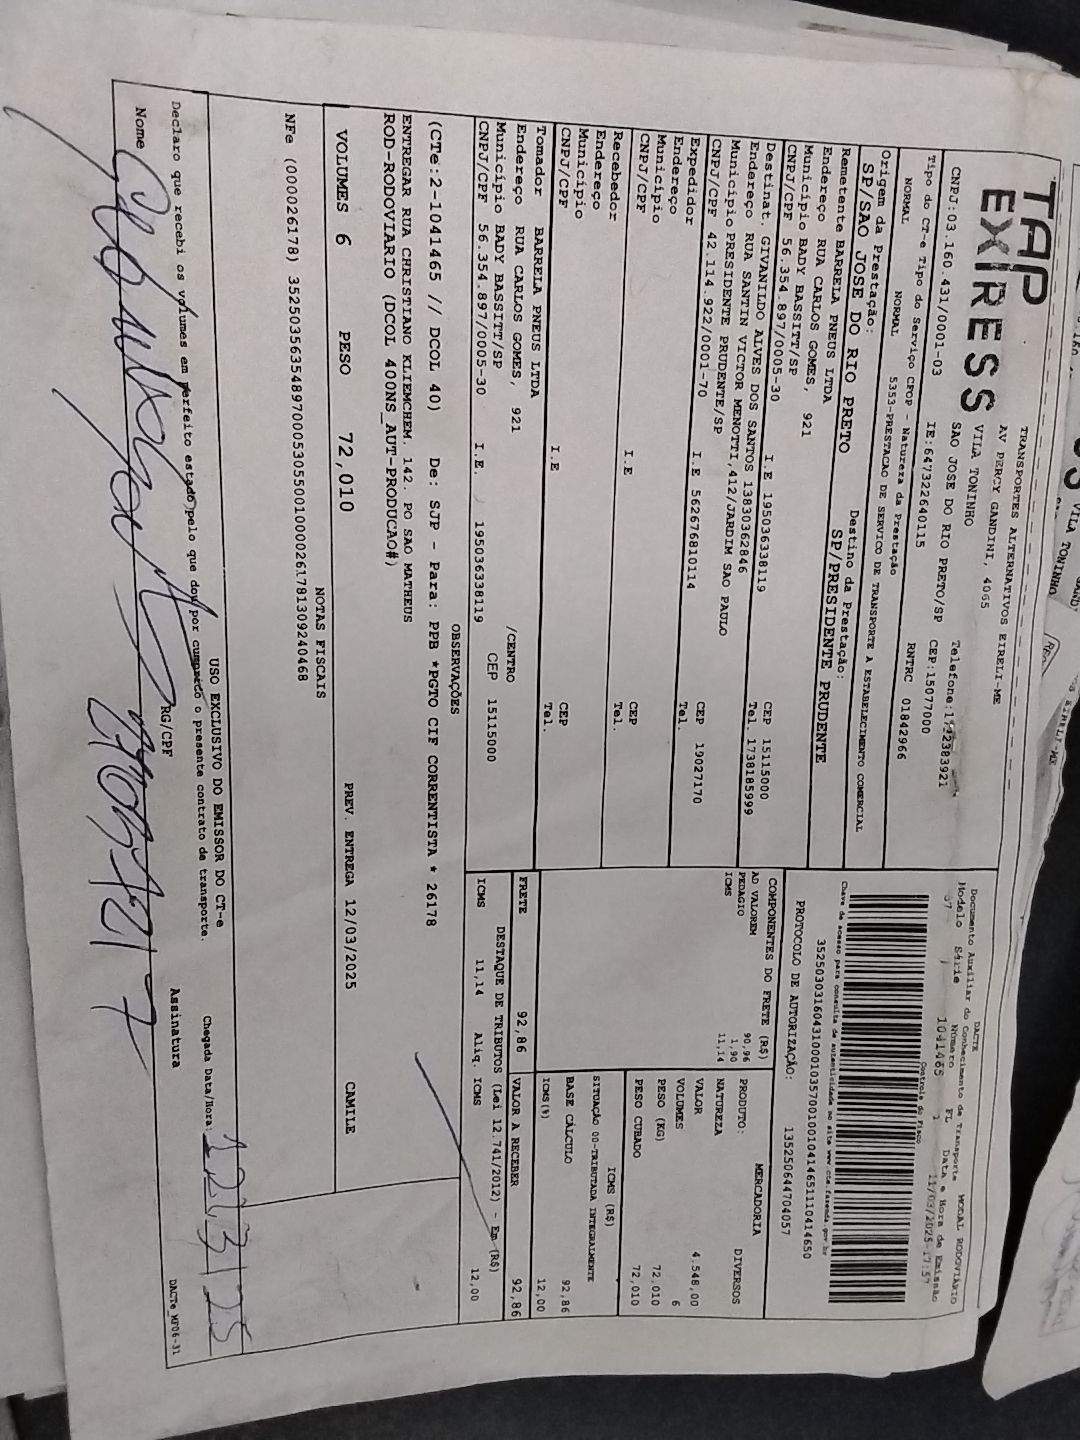 TAP
EXPRESS
TRANSPORTES ALTERNATIVOS EIRELI-ME
AV PERCY GANDINI, 4065
VILA TONINHO
SAO JOSE DO RIO PRETO/SP
CEP:15077000
CNPJ:03.160.431/0001-03 IE:647322640115 RNTRC 01842966
Tipo do CT-e Tipo do Serviço CFOP - Natureza da Prestação
NORMAL NORMAL 5353-PRESTACAO DE SERVICO DE TRANSPORTE A ESTABELECIMENTO COMERCIAL
Origem da Prestação: Destino da Prestação:
SP/SAO JOSE DO RIO PRETO SP/PRESIDENTE PRUDENTE
Remetente BARRELA PNEUS LTDA
Endereço RUA CARLOS GOMES, 921
Município BADY BASSITT/SP CEP 15115000
CNPJ/CPF 56.354.897/0005-30 I.E 195036338119 Tel. 1738185999
Destinat. GIVANILDO ALVES DOS SANTOS 13830362846
Endereço RUA SANTIN VICTOR MENOTTI,412/JARDIM SAO PAULO
Município PRESIDENTE PRUDENTE/SP CEP 19027170
CNPJ/CPF 42.114.922/0001-70 I.E 562676810114 Tel.
Expedidor
Endereço
Município CEP
CNPJ/CPF I.E Tel.
Recebedor
Endereço
Município CEP
CNPJ/CPF I.E Tel.
Tomador BARRELA PNEUS LTDA
Endereço RUA CARLOS GOMES, 921 /CENTRO
Município BADY BASSITT/SP CEP 15115000
CNPJ/CPF 56.354.897/0005-30 I.E. 195036338119
DACTE MODAL RODOVIÁRIO
Documento Auxiliar do Conhecimento de Transporte
Modelo Série Número FL Data e Hora de Emissão
1041465 11/03/2025-17:57
Controle do Fisco
Chave de acesso para consulta de autenticidade no site www.cte.fazenda.gov.br
PROTOCOLO DE AUTORIZAÇÃO: 135250644704057
COMPONENTES DO FRETE (R$)
AD VALOREM 90,96
PEDAGIO 1,90
ICMS 11,14
MERCADORIA
PRODUTO: DIVERSOS
NATUREZA
VALOR 4.548,00
VOLUMES 6
PESO (KG) 72,010
PESO CUBADO 72,010
ICMS (R$)
SITUAÇÃO 00-TRIBUTADA INTEGRALMENTE
BASE CÁLCULO 92,86
ICMS(%) 12,00
FRETE 92,86 VALOR A RECEBER 92,86
DESTAQUE DE TRIBUTOS (Lei 12.741/2012) - Em (R$)
ICMS 11,14 Aliq. ICMS 12,00
OBSERVAÇÕES
(CTe:2-1041465 // DCOL 40) De: SJP - Para: PPB *PGTO CIF CORRENTISTA * 26178
ENTREGAR RUA CHRISTIANO KLIEMCHEM 142. PQ SAO MATHEUS
ROD-RODOVIARIO (DCOL 400NS_AUT-PRODUCAO#)
VOLUMES 6 PESO 72,010 PREV. ENTREGA 12/03/2025 CAMILE
NOTAS FISCAIS
NFe (000026178) 35250356354897000530550010000261781309240468
USO EXCLUSIVO DO EMISSOR DO CT-e
Declaro que recebi os volumes em perfeito estado pelo que dou por cumprido o presente contrato de transporte.
Chegada Data/Hora: 12/3/25
Nome RG/CPF Assinatura
DACTe_MF06-31